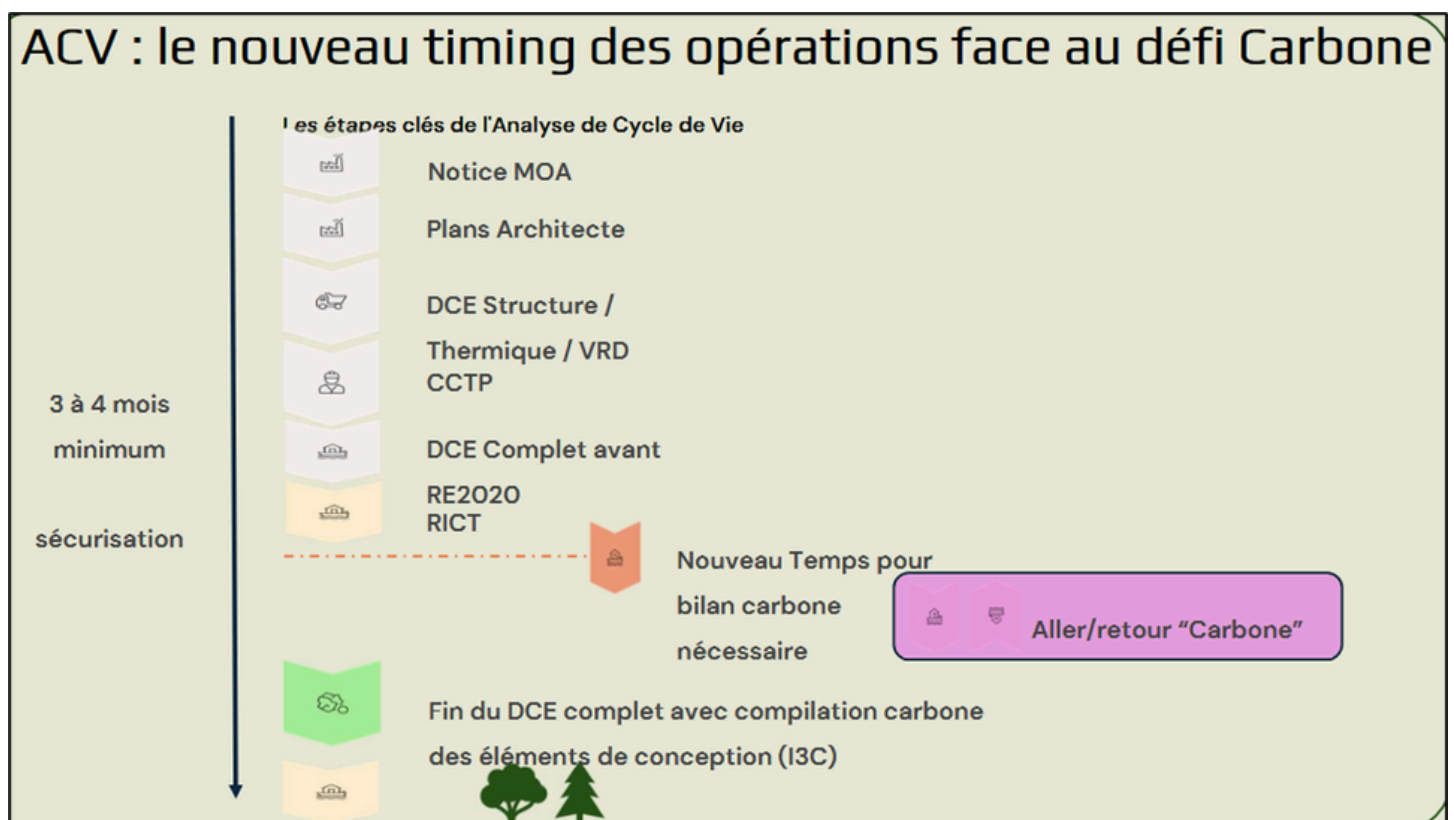 ACV : le nouveau timing des opérations face au défi Carbone
Les étapes clés de l'Analyse de Cycle de Vie
Notice MOA
Plans Architecte
DCE Structure /
Thermique / VRD
CCTP
3 à 4 mois
minimum
DCE Complet avant
RE2020
RICT
sécurisation
Nouveau Temps pour
bilan carbone
nécessaire
Aller/retour “Carbone”
Fin du DCE complet avec compilation carbone
des éléments de conception (I3C)